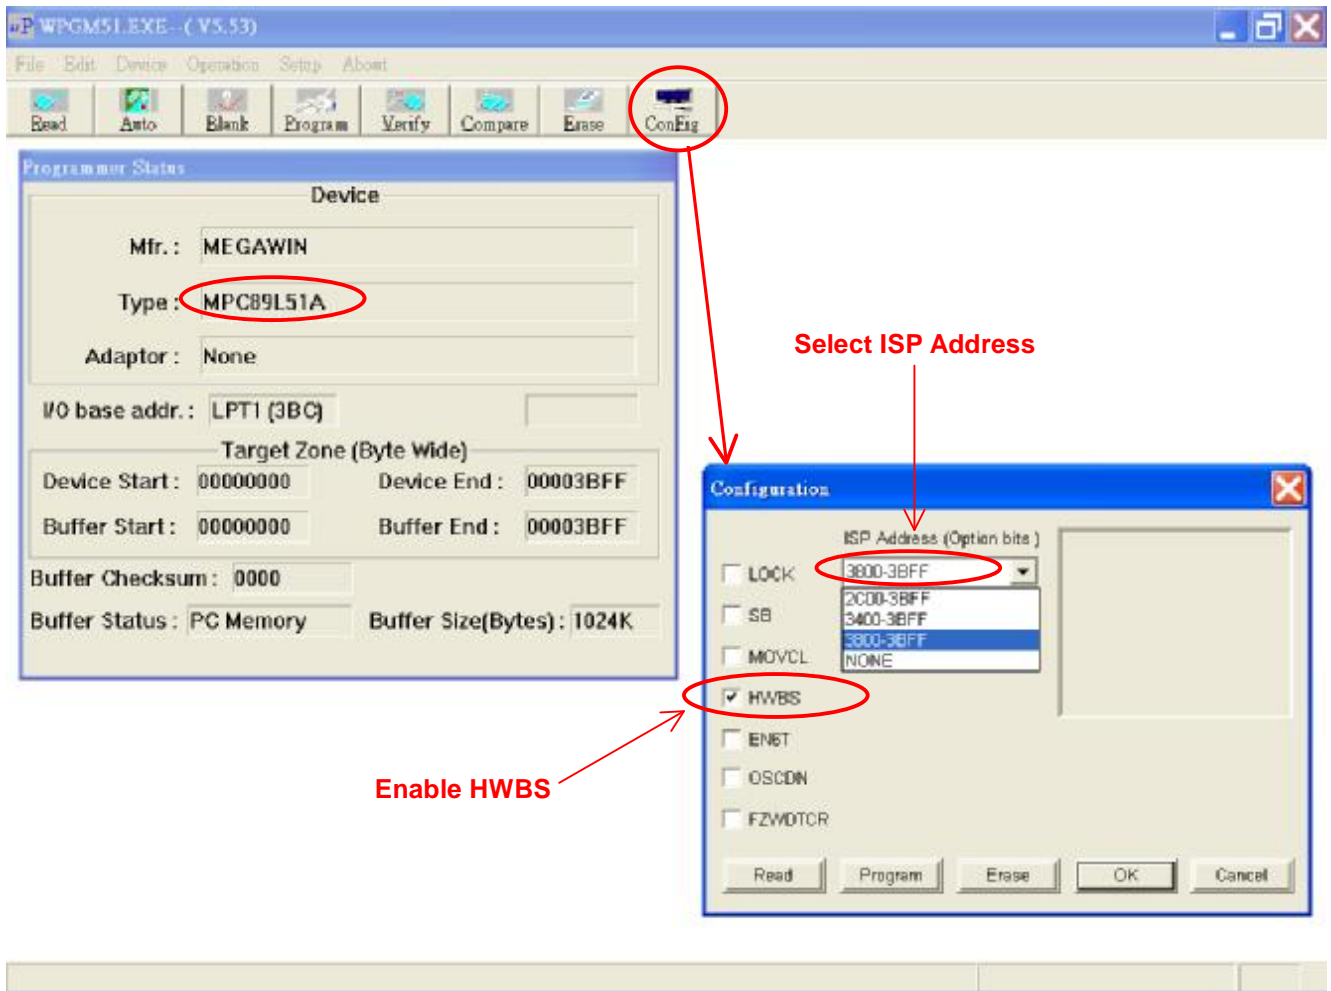 WPGM51.EXE--( V5.53)
File Edit Device Operation Setup About
Read Auto Blank Program Verify Compare Erase ConFig
Programmer Status
Device
Mfr. : MEGAWIN
Type : MPC89L51A
Adaptor : None
I/O base addr. : LPT1 (3BC)
Target Zone (Byte Wide)
Device Start : 00000000 Device End : 00003BFF
Buffer Start : 00000000 Buffer End : 00003BFF
Buffer Checksum : 0000
Buffer Status : PC Memory Buffer Size(Bytes) : 1024K
Select ISP Address
Configuration
ISP Address (Option bits )
LOCK 3800-3BFF
2C00-3BFF
SB 3400-3BFF
3800-3BFF
MOVCL NONE
HWBS
EN6T
Enable HWBS
OSCDN
FZWDTCR
Read Program Erase OK Cancel